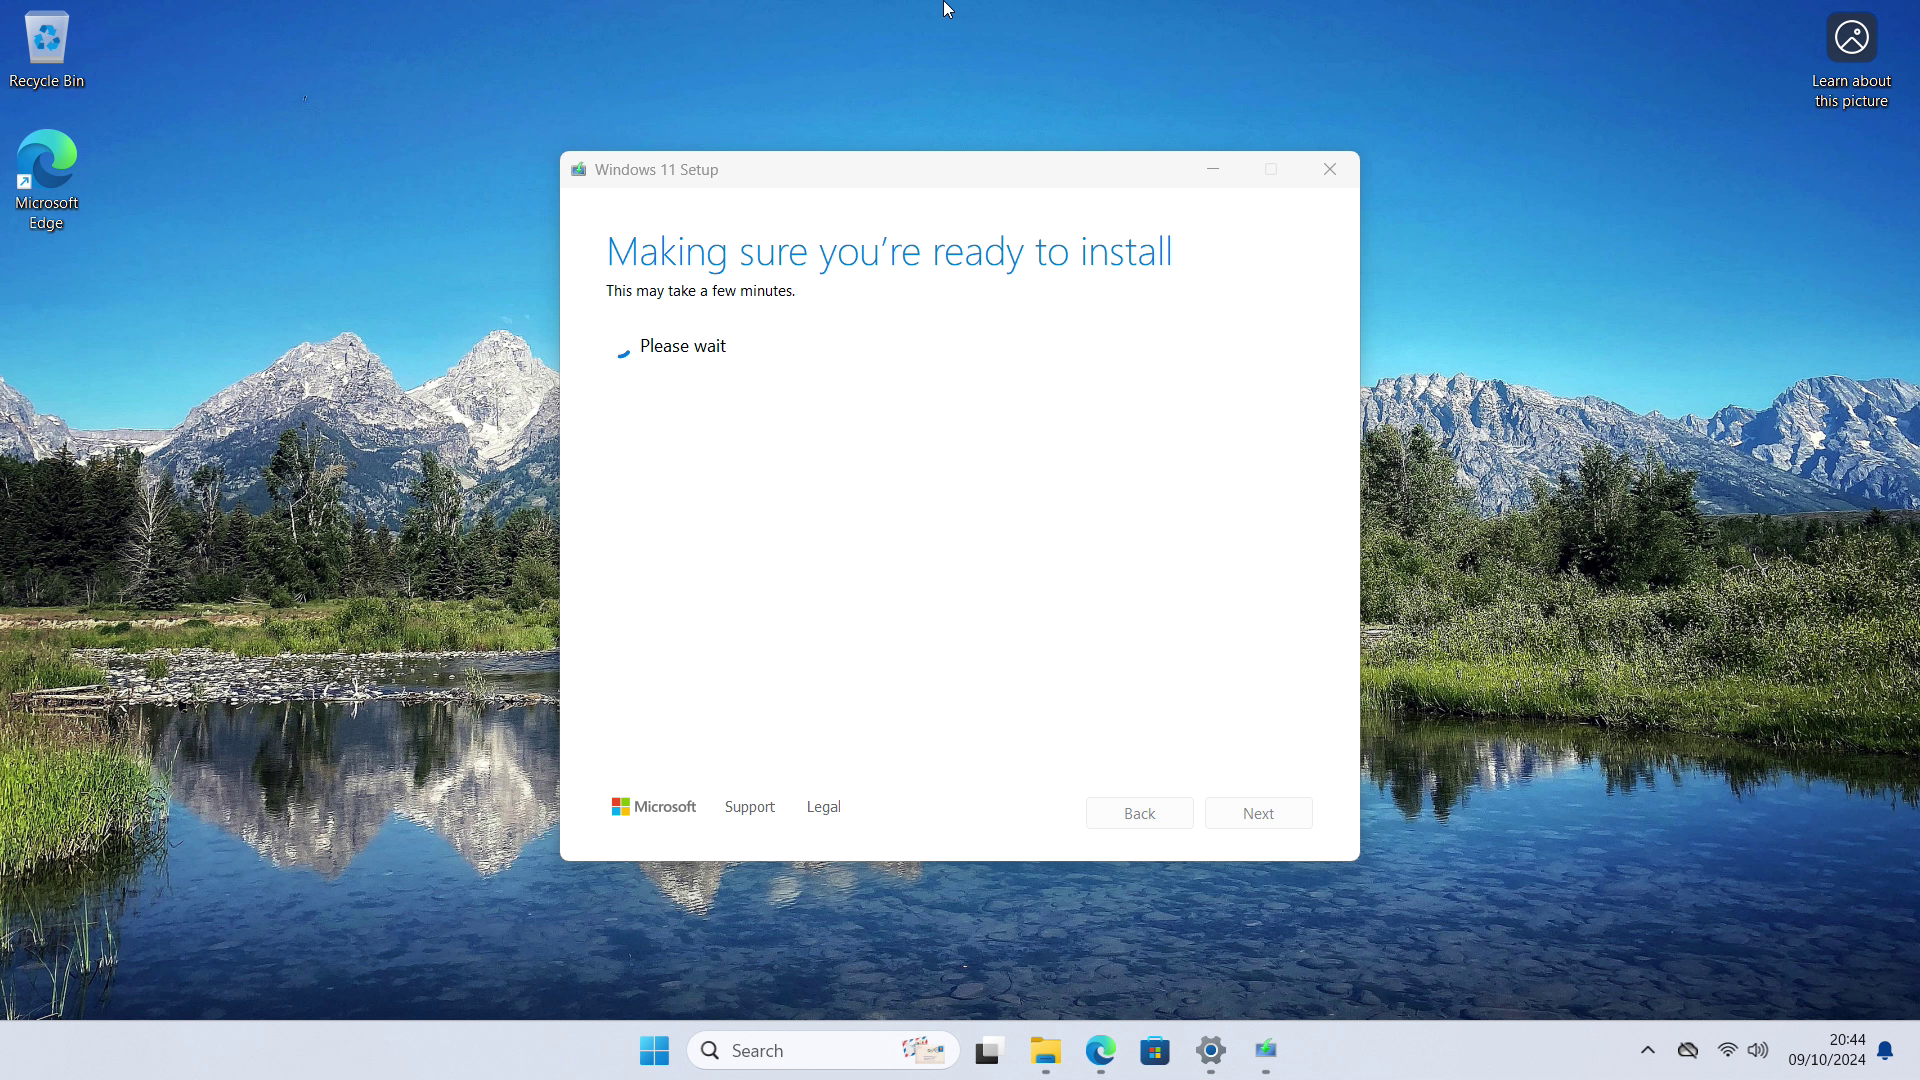 Recycle Bin
Microsoft
Edge
Learn about
this picture
Windows 11 Setup
Making sure you're ready to install
This may take a few minutes.
Please wait
Microsoft
Support
Legal
Back
Next
Search
20:44
09/10/2024